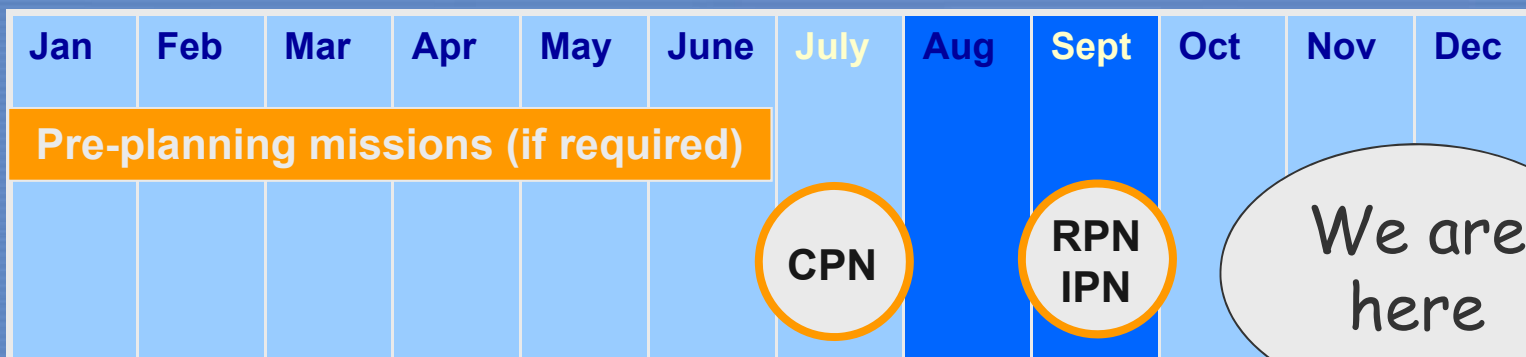 Jan Feb Mar Apr May June July Aug Sept Oct Nov Dec
Pre-planning missions (if required)
CPN
RPN
IPN
We are
here